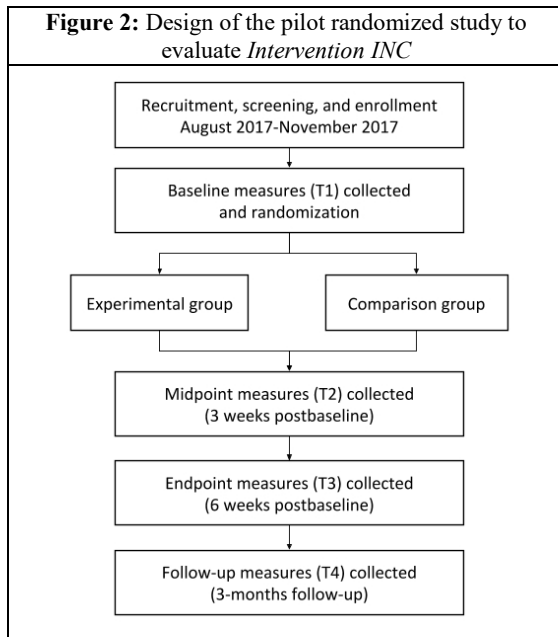 Figure 2: Design of the pilot randomized study to
evaluate Intervention INC
Recruitment, screening, and enrollment
August 2017-November 2017
Baseline measures (T1) collected
and randomization
Experimental group
Comparison group
Midpoint measures (T2) collected
(3 weeks postbaseline)
Endpoint measures (T3) collected
(6 weeks postbaseline)
Follow-up measures (T4) collected
(3-months follow-up)